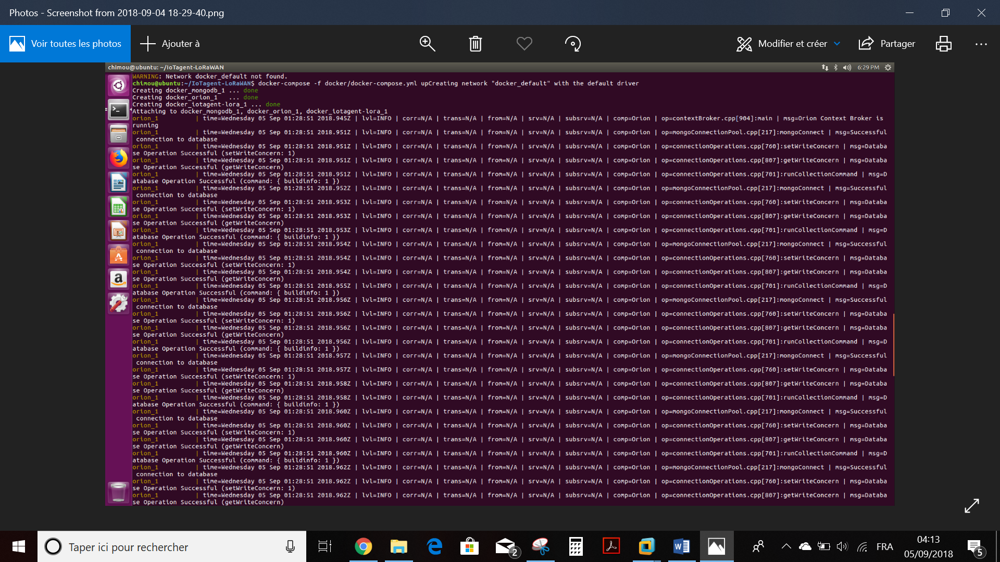 Photos - Screenshot from 2018-09-04 18-29-40.png
Voir toutes les photos
Ajouter à
Modifier et créer
Partager
chimou@ubuntu: ~/IoTagent-LoRaWAN
6:29 PM
WARNING: Network docker_default not found.
chimou@ubuntu:~/IoTagent-LoRaWAN$ docker-compose -f docker/docker-compose.yml upCreating network "docker_default" with the default driver
Creating docker_mongodb_1 ... done
Creating docker_orion_1   ... done
Creating docker_iotagent-lora_1 ... done
Attaching to docker_mongodb_1, docker_orion_1, docker_iotagent-lora_1
orion_1          | time=Wednesday 05 Sep 01:28:51 2018.945Z | lvl=INFO | corr=N/A | trans=N/A | from=N/A | srv=N/A | subsrv=N/A | comp=Orion | op=contextBroker.cpp[904]:main | msg=Orion Context Broker is
running
orion_1          | time=Wednesday 05 Sep 01:28:51 2018.951Z | lvl=INFO | corr=N/A | trans=N/A | from=N/A | srv=N/A | subsrv=N/A | comp=Orion | op=mongoConnectionPool.cpp[217]:mongoConnect | msg=Successful
connection to database
orion_1          | time=Wednesday 05 Sep 01:28:51 2018.951Z | lvl=INFO | corr=N/A | trans=N/A | from=N/A | srv=N/A | subsrv=N/A | comp=Orion | op=connectionOperations.cpp[760]:setWriteConcern | msg=Databa
se Operation Successful (setWriteConcern: 1)
orion_1          | time=Wednesday 05 Sep 01:28:51 2018.951Z | lvl=INFO | corr=N/A | trans=N/A | from=N/A | srv=N/A | subsrv=N/A | comp=Orion | op=connectionOperations.cpp[807]:getWriteConcern | msg=Databa
se Operation Successful (getWriteConcern)
orion_1          | time=Wednesday 05 Sep 01:28:51 2018.951Z | lvl=INFO | corr=N/A | trans=N/A | from=N/A | srv=N/A | subsrv=N/A | comp=Orion | op=connectionOperations.cpp[701]:runCollectionCommand | msg=D
atabase Operation Successful (command: { buildinfo: 1 })
orion_1          | time=Wednesday 05 Sep 01:28:51 2018.952Z | lvl=INFO | corr=N/A | trans=N/A | from=N/A | srv=N/A | subsrv=N/A | comp=Orion | op=mongoConnectionPool.cpp[217]:mongoConnect | msg=Successful
connection to database
orion_1          | time=Wednesday 05 Sep 01:28:51 2018.953Z | lvl=INFO | corr=N/A | trans=N/A | from=N/A | srv=N/A | subsrv=N/A | comp=Orion | op=connectionOperations.cpp[760]:setWriteConcern | msg=Databa
se Operation Successful (setWriteConcern: 1)
orion_1          | time=Wednesday 05 Sep 01:28:51 2018.953Z | lvl=INFO | corr=N/A | trans=N/A | from=N/A | srv=N/A | subsrv=N/A | comp=Orion | op=connectionOperations.cpp[807]:getWriteConcern | msg=Databa
se Operation Successful (getWriteConcern)
orion_1          | time=Wednesday 05 Sep 01:28:51 2018.953Z | lvl=INFO | corr=N/A | trans=N/A | from=N/A | srv=N/A | subsrv=N/A | comp=Orion | op=connectionOperations.cpp[701]:runCollectionCommand | msg=D
atabase Operation Successful (command: { buildinfo: 1 })
orion_1          | time=Wednesday 05 Sep 01:28:51 2018.954Z | lvl=INFO | corr=N/A | trans=N/A | from=N/A | srv=N/A | subsrv=N/A | comp=Orion | op=mongoConnectionPool.cpp[217]:mongoConnect | msg=Successful
connection to database
orion_1          | time=Wednesday 05 Sep 01:28:51 2018.954Z | lvl=INFO | corr=N/A | trans=N/A | from=N/A | srv=N/A | subsrv=N/A | comp=Orion | op=connectionOperations.cpp[760]:setWriteConcern | msg=Databa
se Operation Successful (setWriteConcern: 1)
orion_1          | time=Wednesday 05 Sep 01:28:51 2018.954Z | lvl=INFO | corr=N/A | trans=N/A | from=N/A | srv=N/A | subsrv=N/A | comp=Orion | op=connectionOperations.cpp[807]:getWriteConcern | msg=Databa
se Operation Successful (getWriteConcern)
orion_1          | time=Wednesday 05 Sep 01:28:51 2018.955Z | lvl=INFO | corr=N/A | trans=N/A | from=N/A | srv=N/A | subsrv=N/A | comp=Orion | op=connectionOperations.cpp[701]:runCollectionCommand | msg=D
atabase Operation Successful (command: { buildinfo: 1 })
orion_1          | time=Wednesday 05 Sep 01:28:51 2018.956Z | lvl=INFO | corr=N/A | trans=N/A | from=N/A | srv=N/A | subsrv=N/A | comp=Orion | op=mongoConnectionPool.cpp[217]:mongoConnect | msg=Successful
connection to database
orion_1          | time=Wednesday 05 Sep 01:28:51 2018.956Z | lvl=INFO | corr=N/A | trans=N/A | from=N/A | srv=N/A | subsrv=N/A | comp=Orion | op=connectionOperations.cpp[760]:setWriteConcern | msg=Databa
se Operation Successful (setWriteConcern: 1)
orion_1          | time=Wednesday 05 Sep 01:28:51 2018.956Z | lvl=INFO | corr=N/A | trans=N/A | from=N/A | srv=N/A | subsrv=N/A | comp=Orion | op=connectionOperations.cpp[807]:getWriteConcern | msg=Databa
se Operation Successful (getWriteConcern)
orion_1          | time=Wednesday 05 Sep 01:28:51 2018.956Z | lvl=INFO | corr=N/A | trans=N/A | from=N/A | srv=N/A | subsrv=N/A | comp=Orion | op=connectionOperations.cpp[701]:runCollectionCommand | msg=D
atabase Operation Successful (command: { buildinfo: 1 })
orion_1          | time=Wednesday 05 Sep 01:28:51 2018.957Z | lvl=INFO | corr=N/A | trans=N/A | from=N/A | srv=N/A | subsrv=N/A | comp=Orion | op=mongoConnectionPool.cpp[217]:mongoConnect | msg=Successful
connection to database
orion_1          | time=Wednesday 05 Sep 01:28:51 2018.957Z | lvl=INFO | corr=N/A | trans=N/A | from=N/A | srv=N/A | subsrv=N/A | comp=Orion | op=connectionOperations.cpp[760]:setWriteConcern | msg=Databa
se Operation Successful (setWriteConcern: 1)
orion_1          | time=Wednesday 05 Sep 01:28:51 2018.958Z | lvl=INFO | corr=N/A | trans=N/A | from=N/A | srv=N/A | subsrv=N/A | comp=Orion | op=connectionOperations.cpp[807]:getWriteConcern | msg=Databa
se Operation Successful (getWriteConcern)
orion_1          | time=Wednesday 05 Sep 01:28:51 2018.958Z | lvl=INFO | corr=N/A | trans=N/A | from=N/A | srv=N/A | subsrv=N/A | comp=Orion | op=connectionOperations.cpp[701]:runCollectionCommand | msg=D
atabase Operation Successful (command: { buildinfo: 1 })
orion_1          | time=Wednesday 05 Sep 01:28:51 2018.960Z | lvl=INFO | corr=N/A | trans=N/A | from=N/A | srv=N/A | subsrv=N/A | comp=Orion | op=mongoConnectionPool.cpp[217]:mongoConnect | msg=Successful
connection to database
orion_1          | time=Wednesday 05 Sep 01:28:51 2018.960Z | lvl=INFO | corr=N/A | trans=N/A | from=N/A | srv=N/A | subsrv=N/A | comp=Orion | op=connectionOperations.cpp[760]:setWriteConcern | msg=Databa
se Operation Successful (setWriteConcern: 1)
orion_1          | time=Wednesday 05 Sep 01:28:51 2018.960Z | lvl=INFO | corr=N/A | trans=N/A | from=N/A | srv=N/A | subsrv=N/A | comp=Orion | op=connectionOperations.cpp[807]:getWriteConcern | msg=Databa
se Operation Successful (getWriteConcern)
orion_1          | time=Wednesday 05 Sep 01:28:51 2018.960Z | lvl=INFO | corr=N/A | trans=N/A | from=N/A | srv=N/A | subsrv=N/A | comp=Orion | op=connectionOperations.cpp[701]:runCollectionCommand | msg=D
atabase Operation Successful (command: { buildinfo: 1 })
orion_1          | time=Wednesday 05 Sep 01:28:51 2018.962Z | lvl=INFO | corr=N/A | trans=N/A | from=N/A | srv=N/A | subsrv=N/A | comp=Orion | op=mongoConnectionPool.cpp[217]:mongoConnect | msg=Successful
connection to database
orion_1          | time=Wednesday 05 Sep 01:28:51 2018.962Z | lvl=INFO | corr=N/A | trans=N/A | from=N/A | srv=N/A | subsrv=N/A | comp=Orion | op=connectionOperations.cpp[760]:setWriteConcern | msg=Databa
se Operation Successful (setWriteConcern: 1)
orion_1          | time=Wednesday 05 Sep 01:28:51 2018.962Z | lvl=INFO | corr=N/A | trans=N/A | from=N/A | srv=N/A | subsrv=N/A | comp=Orion | op=connectionOperations.cpp[807]:getWriteConcern | msg=Databa
se Operation Successful (getWriteConcern)
Taper ici pour rechercher
2
FRA
04:13
05/09/2018
5